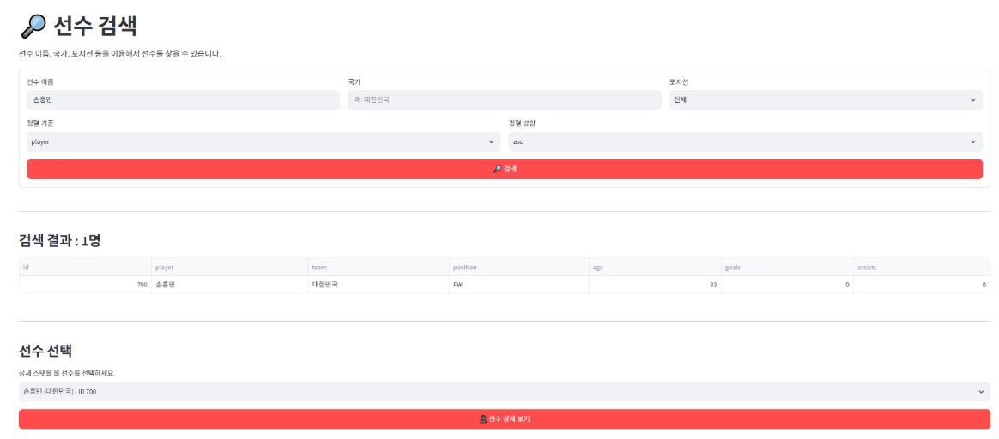 선수 검색
선수 이름, 국가, 포지션 등을 이용해서 선수를 찾을 수 있습니다.
선수 이름 국가 포지션
손흥민 예: 대한민국 전체
정렬 기준 정렬 방향
player asc
검색
검색 결과 : 1명
id player team position age goals assists
700 손흥민 대한민국 FW 33 0 0
선수 선택
상세 스탯을 볼 선수를 선택하세요.
손흥민 (대한민국) - ID 700
선수 상세 보기